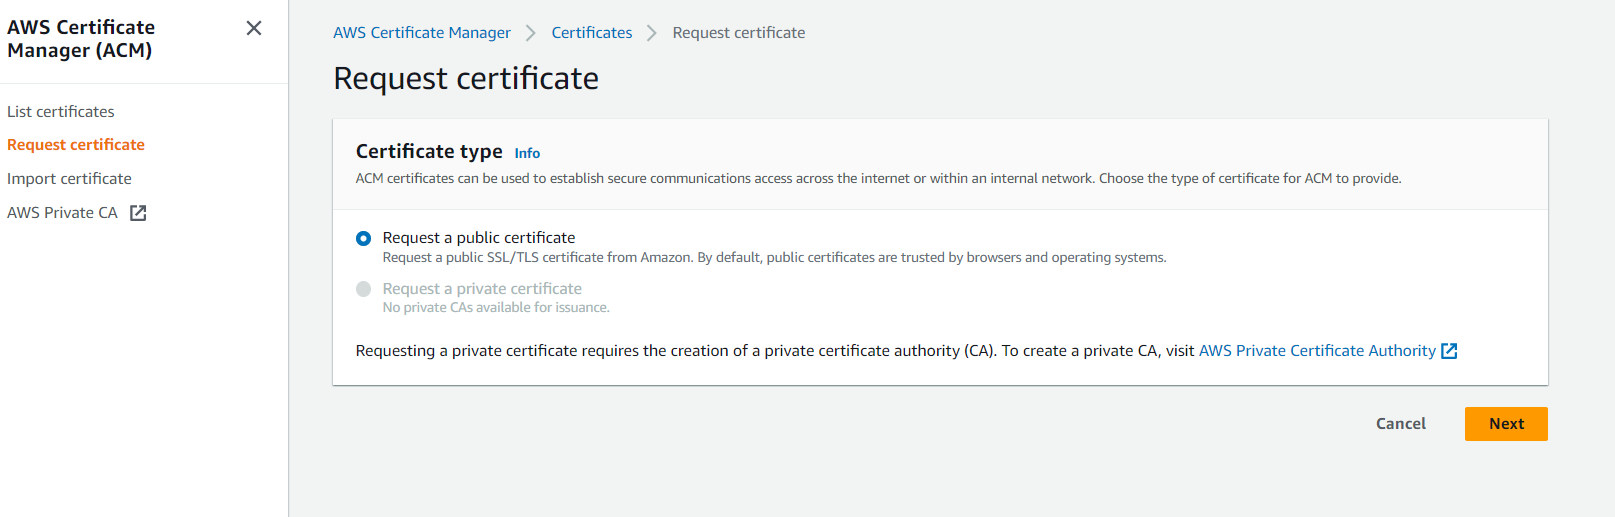 AWS Certificate
Manager (ACM)
List certificates
Request certificate
Import certificate
AWS Private CA
AWS Certificate Manager
Certificates
Request certificate
Request certificate
Certificate type Info
ACM certificates can be used to establish secure communications access across the internet or within an internal network. Choose the type of certificate for ACM to provide.
Request a public certificate
Request a public SSL/TLS certificate from Amazon. By default, public certificates are trusted by browsers and operating systems.
Request a private certificate
No private CAs available for issuance.
Requesting a private certificate requires the creation of a private certificate authority (CA). To create a private CA, visit AWS Private Certificate Authority
Cancel
Next